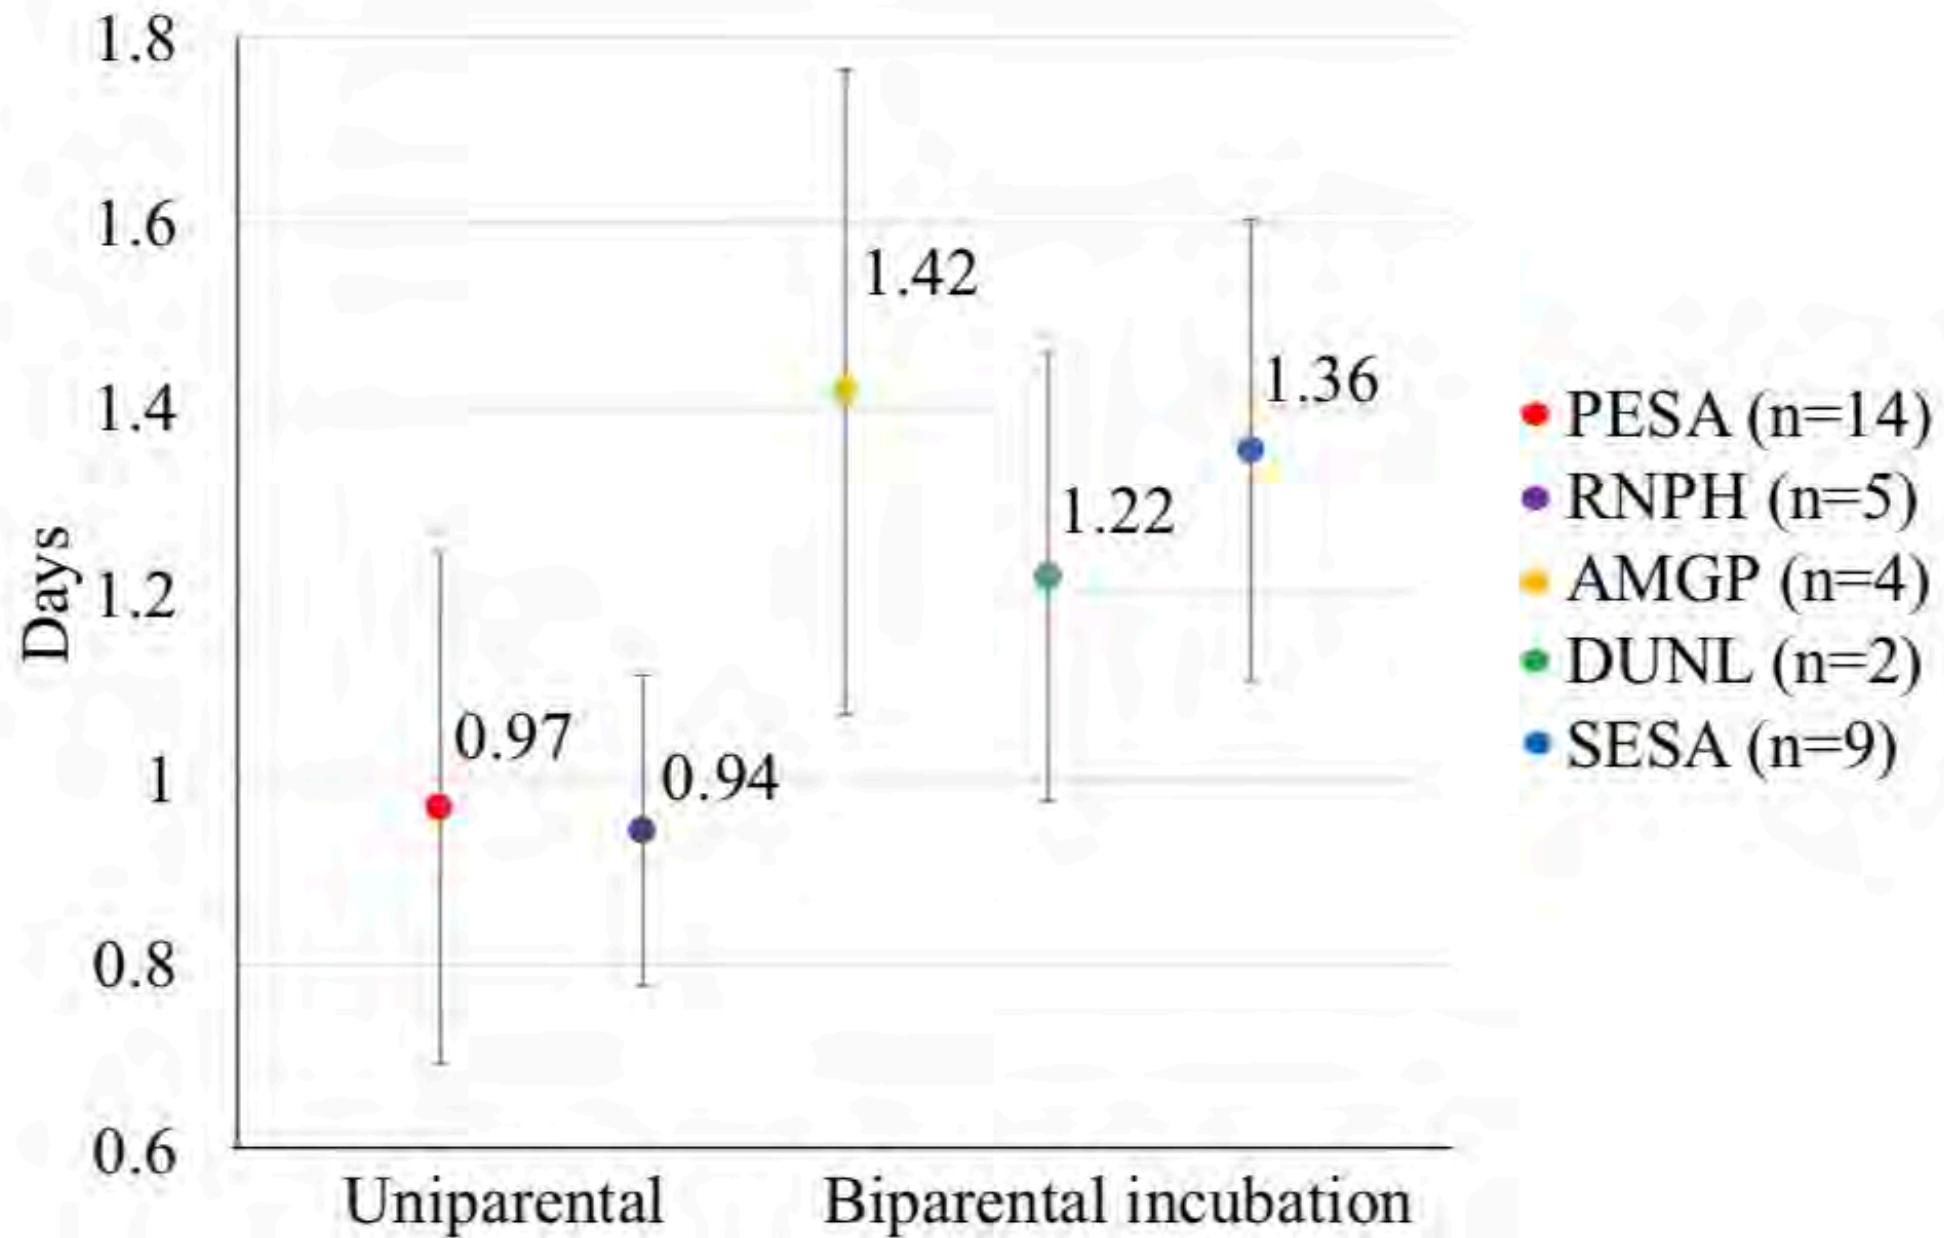 1.8
1.6
1.4
1.2
1
0.8
0.6
Days
0.97
0.94
1.42
1.22
1.36
Uniparental
Biparental incubation
PESA (n=14)
RNPH (n=5)
AMGP (n=4)
DUNL (n=2)
SESA (n=9)